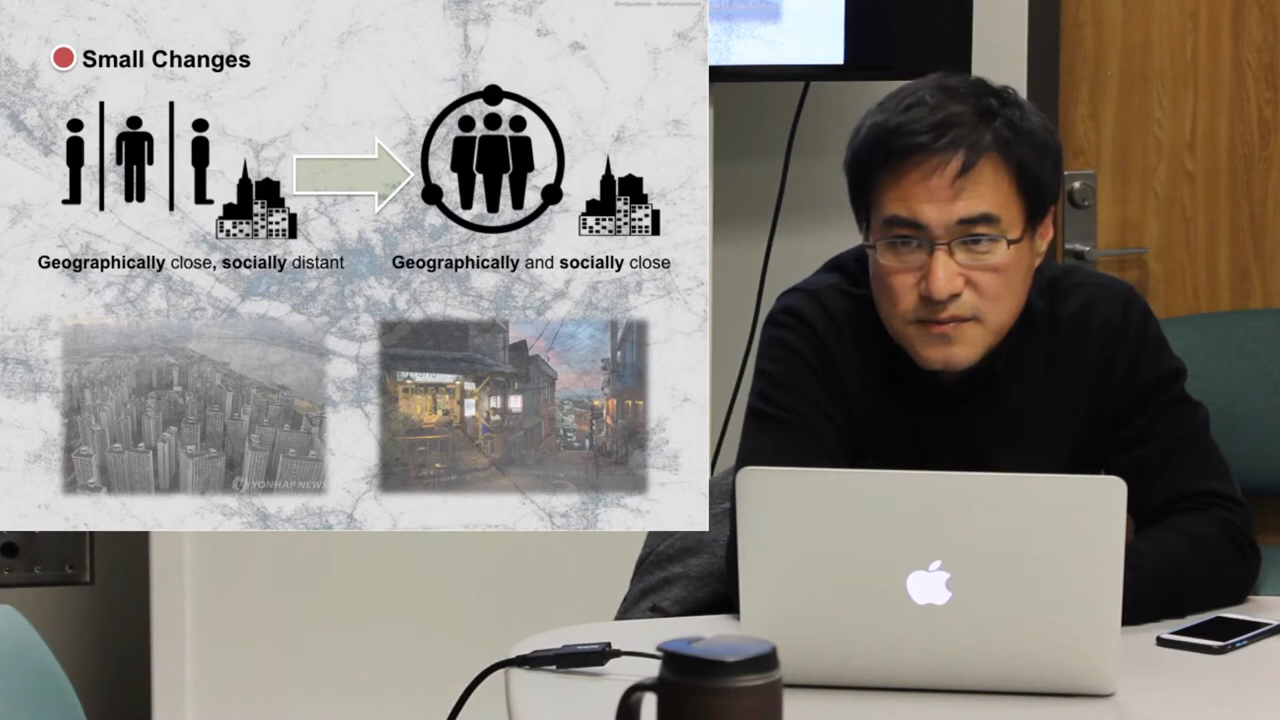 Small Changes
Geographically close, socially distant
Geographically and socially close
YONHAP NEWS